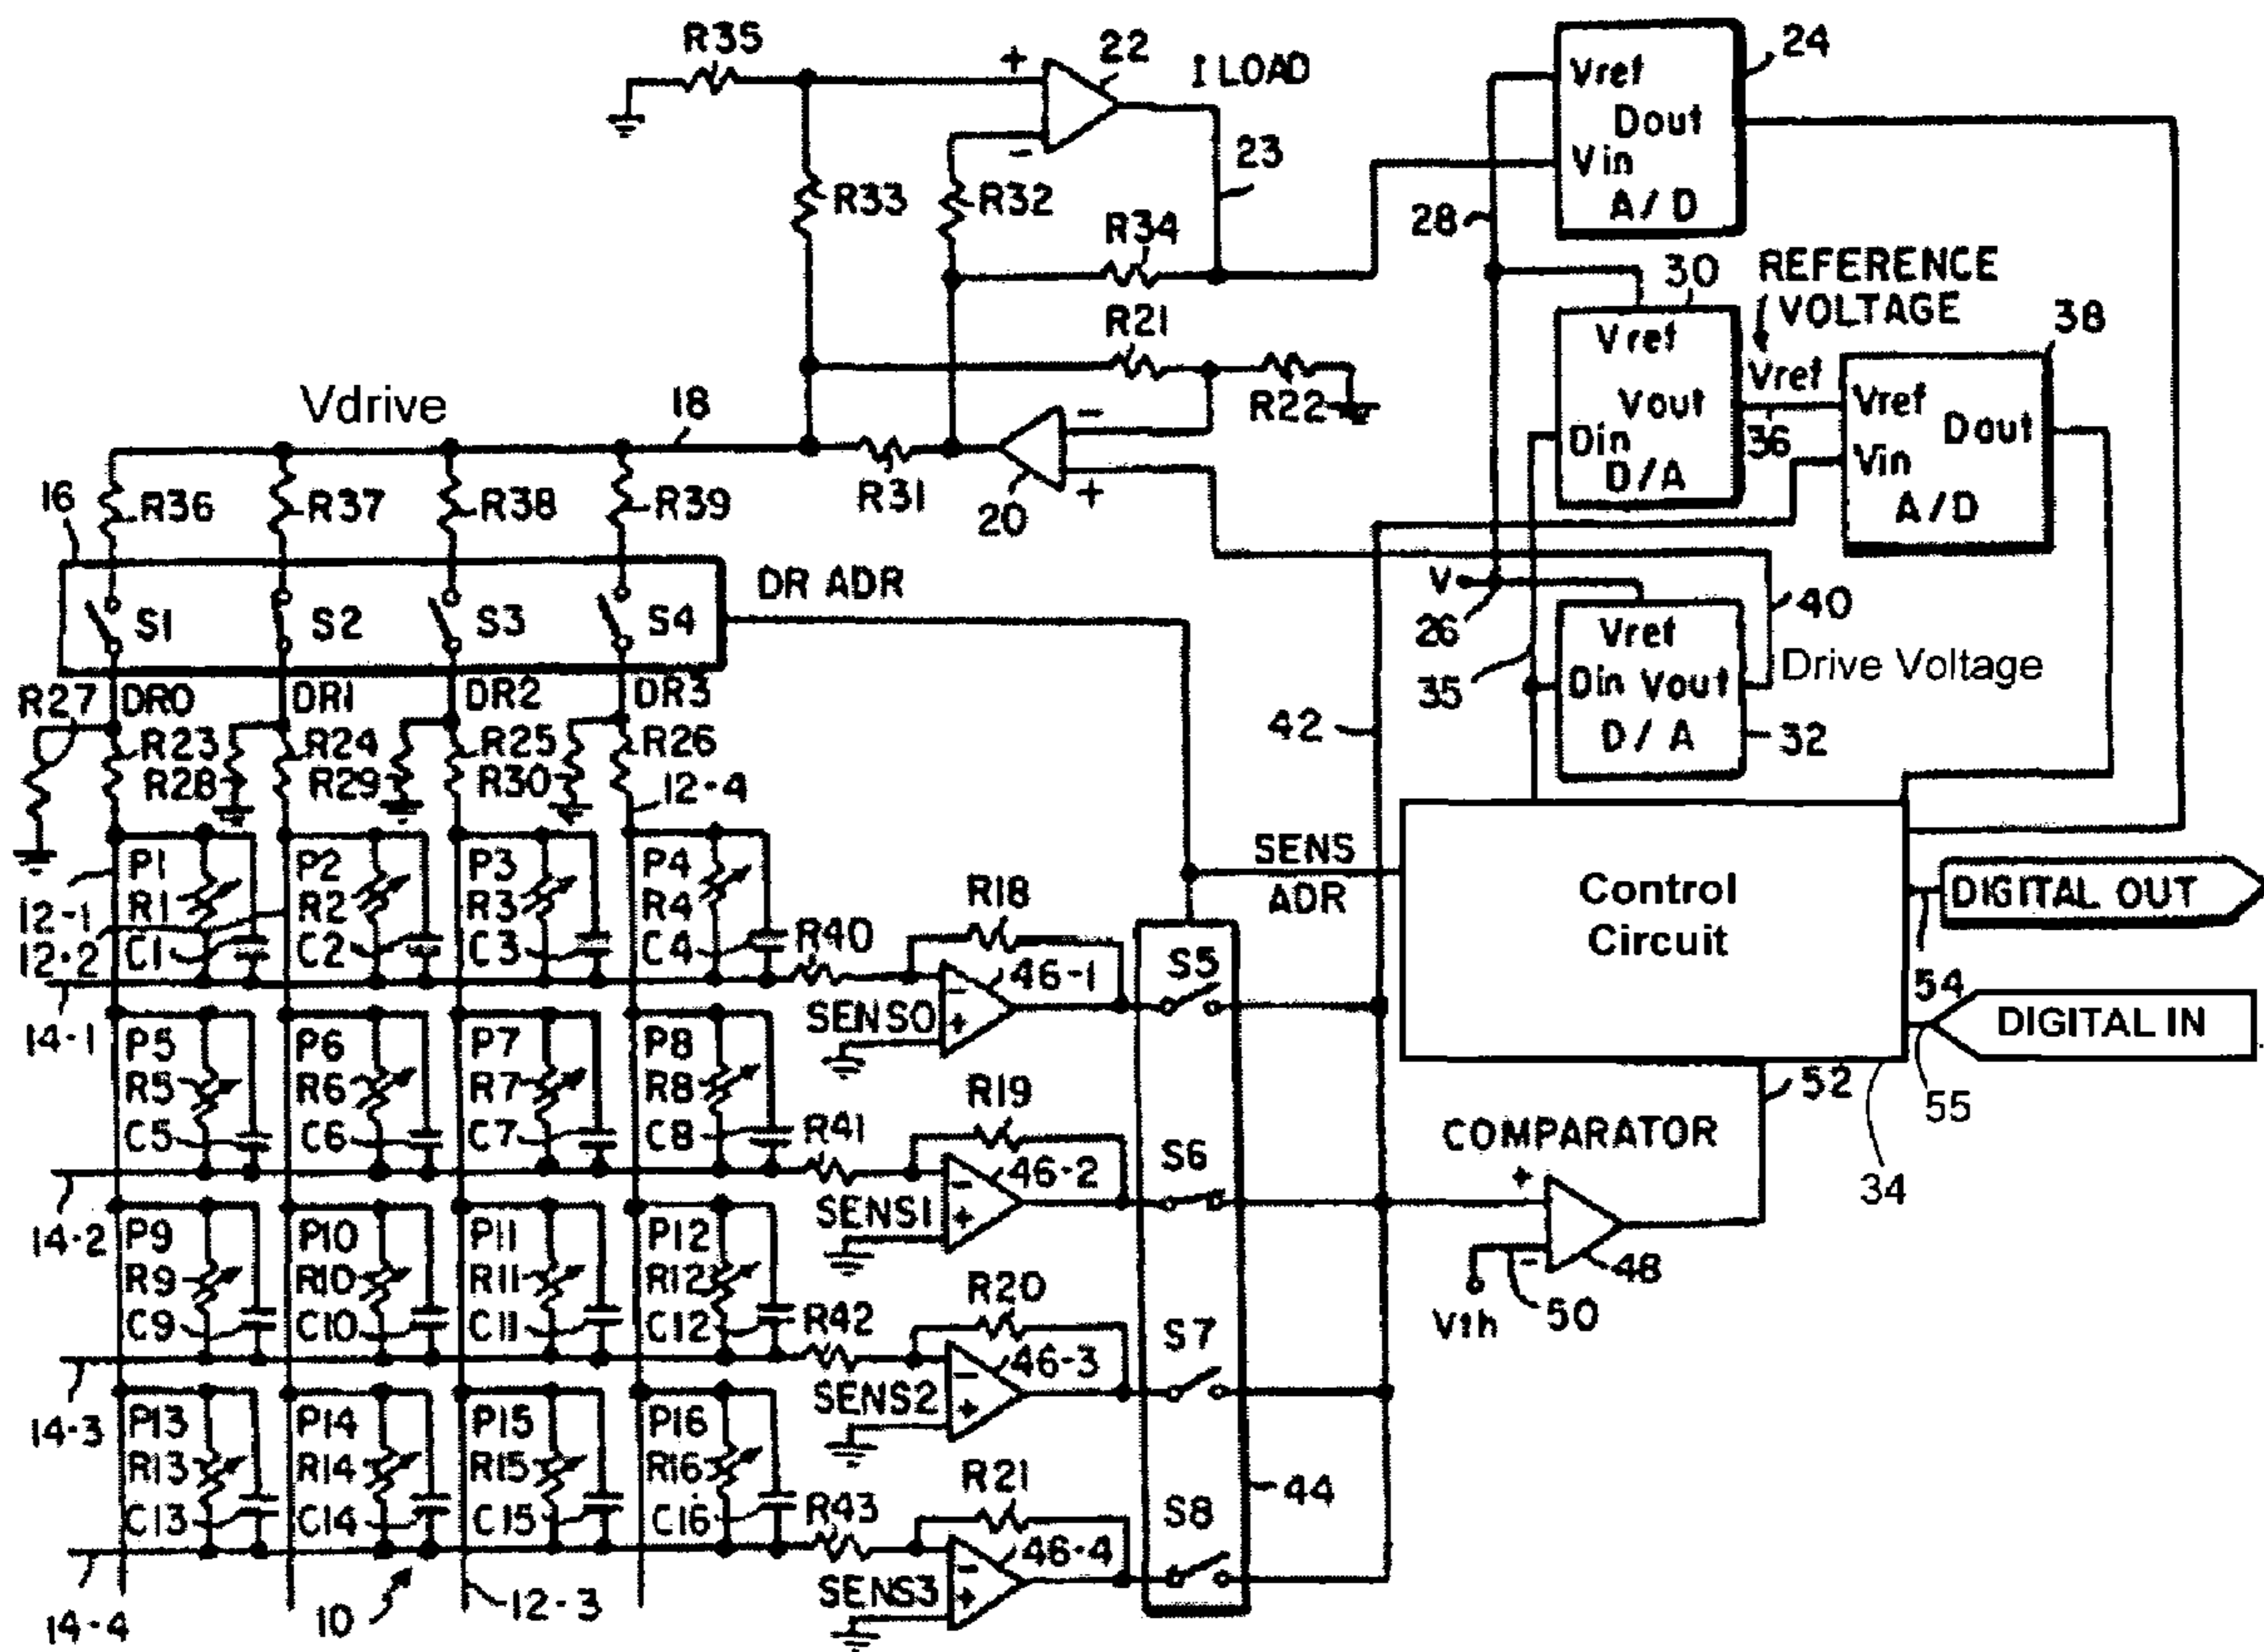 R35
+
22
I LOAD
Vref
24
Dout
Vin
A/D
-
23
R33
R32
R34
28
30
REFERENCE
VOLTAGE
38
R21
Vref
Vout
Din
D/A
Vref
36
Vref
Dout
Vin
A/D
Vdrive
18
R22
-
+
20
R31
16
R36
R37
R38
R39
S1
S2
S3
S4
DR ADR
V
26
40
Vref
Din Vout
D/A
Drive Voltage
35
32
42
R27
DR0
DR1
DR2
DR3
R23
R24
R25
R26
R28
R29
R30
12-4
P1
R1
C1
P2
R2
C2
P3
R3
C3
P4
R4
C4
12-1
12-2
14-1
R40
R18
46-1
-
+
SENS0
SENS
ADR
S5
Control
Circuit
DIGITAL OUT
54
DIGITAL IN
55
34
52
P5
R5
C5
P6
R6
C6
P7
R7
C7
P8
R8
C8
14-2
R41
R19
46-2
-
+
SENS1
S6
COMPARATOR
+
-
48
Vth
50
P9
R9
C9
P10
R10
C10
P11
R11
C11
P12
R12
C12
14-3
R42
R20
46-3
-
+
SENS2
S7
P13
R13
C13
P14
R14
C14
P15
R15
C15
P16
R16
C16
14-4
R43
R21
46-4
-
+
SENS3
S8
44
10
12-3